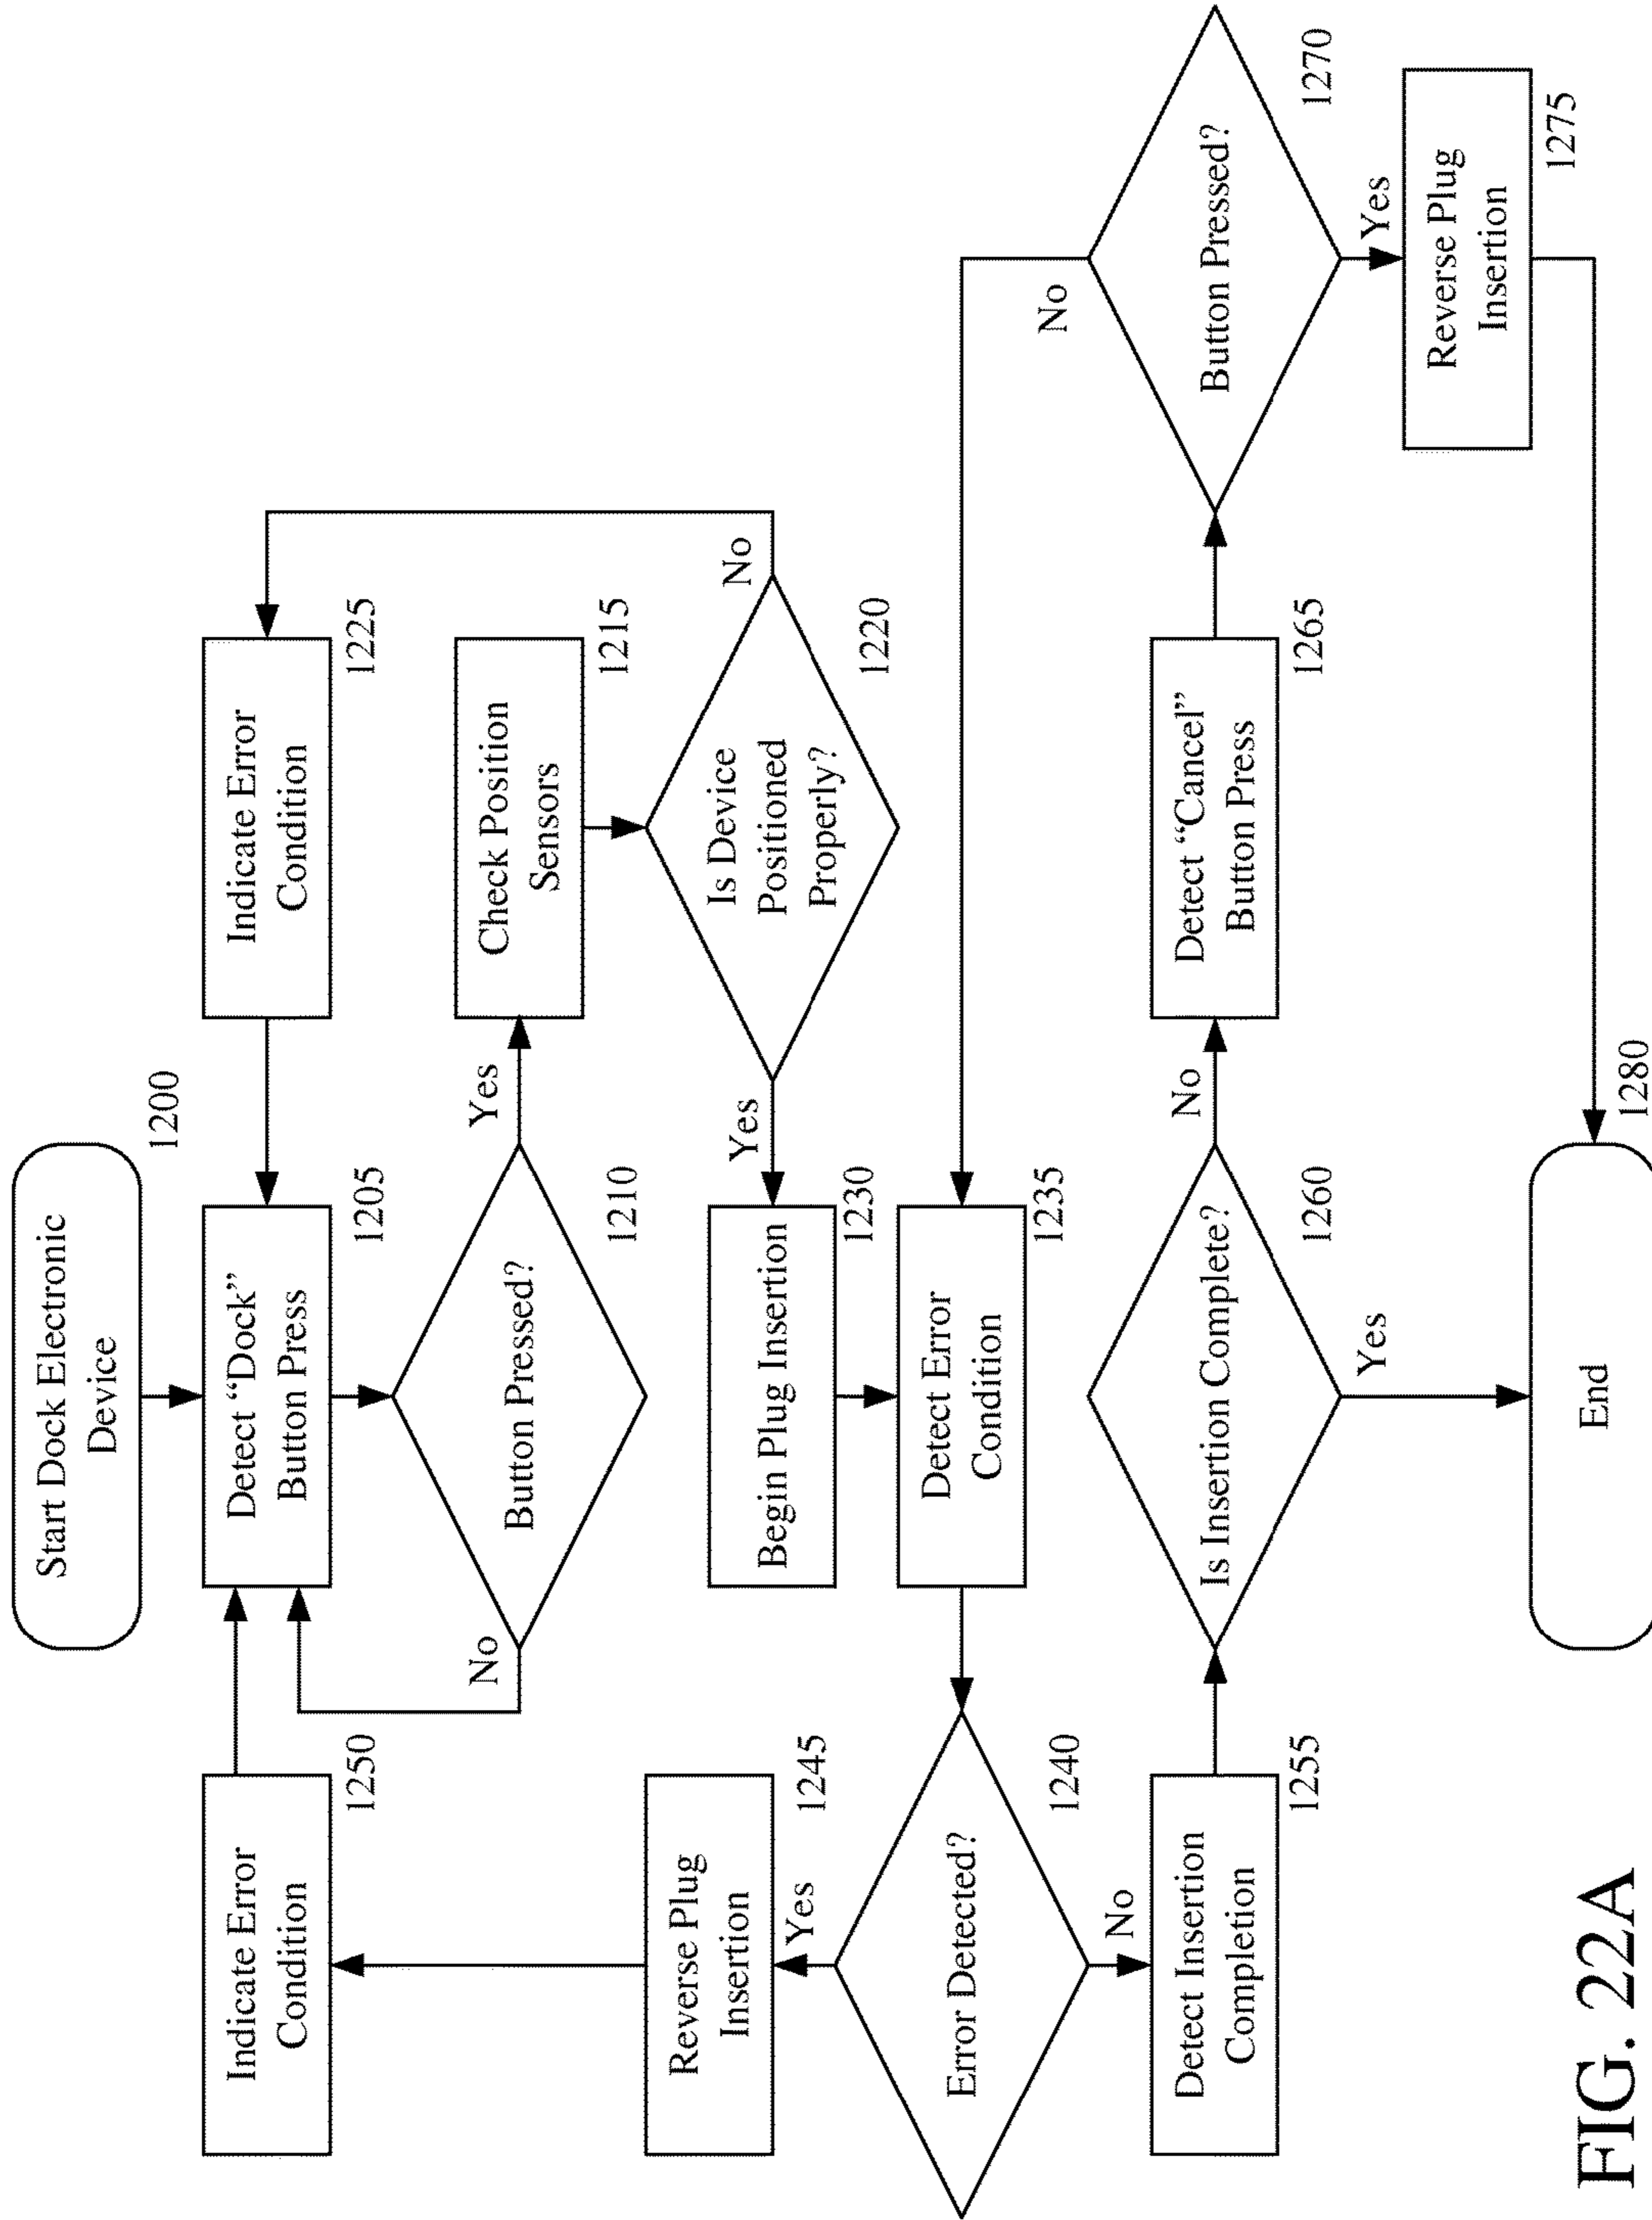 Start Dock Electronic
Device
1200
Indicate Error
Condition
1250
Detect “Dock”
Button Press
1205
Indicate Error
Condition
1225
No
Button Pressed?
1210
Yes
Check Position
Sensors
1215
Reverse Plug
Insertion
1245
Begin Plug Insertion
1230
Yes
Is Device
Positioned
Properly?
1220
No
Yes
Error Detected?
1240
No
Detect Error
Condition
1235
No
Detect Insertion
Completion
1255
Is Insertion Complete?
1260
No
Yes
Detect “Cancel”
Button Press
1265
Button Pressed?
1270
Yes
Reverse Plug
Insertion
1275
End
1280
FIG. 22A